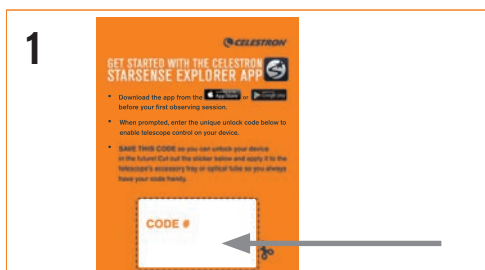 1
CELESTRON
GET STARTED WITH THE CELESTRON
STARSENSE EXPLORER APP
• Download the app from the App Store or Google play
before your first observing session.
• When prompted, enter the unique unlock code below to
enable telescope control on your device.
• SAVE THIS CODE so you can unlock your device
in the future! Cut out the sticker below and apply it to the
telescope's accessory tray or optical tube so you always
have your code handy.
CODE #